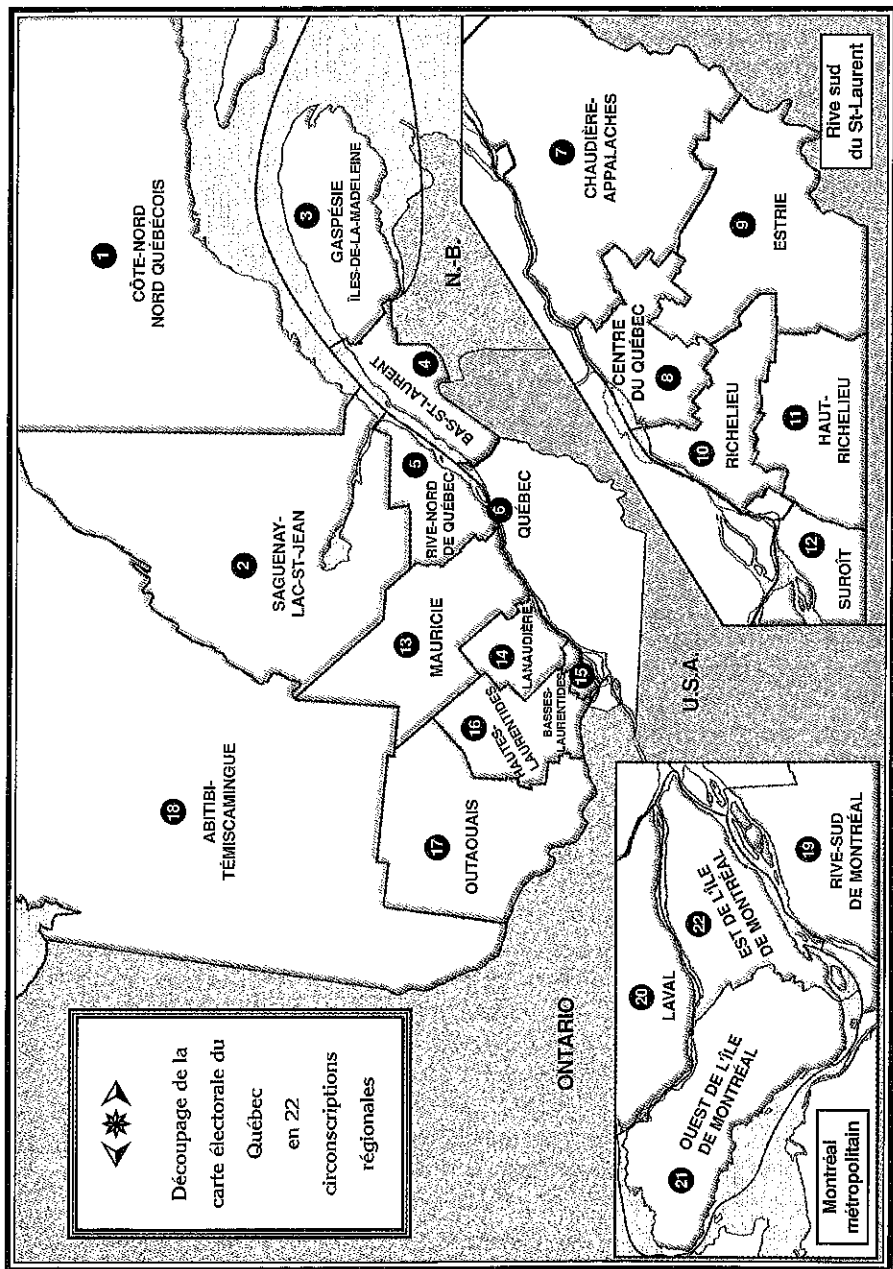 Découpage de la
carte électorale du
Québec
en 22
circonscriptions
régionales
1
CÔTE-NORD
NORD QUÉBÉCOIS
2
SAGUENAY-
LAC-ST-JEAN
3
GASPÉSIE
ÎLES-DE-LA-MADELEINE
4
BAS-ST-LAURENT
5
RIVE-NORD
DE QUÉBEC
6
QUÉBEC
13
MAURICIE
14
LANAUDIÈRE
15
BASSES-
LAURENTIDES
16
HAUTES-
LAURENTIDES
17
OUTAOUAIS
18
ABITIBI-
TÉMISCAMINGUE
ONTARIO
U.S.A.
N.-B.
Montréal
métropolitain
19
RIVE-SUD
DE MONTRÉAL
20
LAVAL
21
OUEST DE L'ÎLE
DE MONTRÉAL
22
EST DE L'ÎLE
DE MONTRÉAL
Rive sud
du St-Laurent
7
CHAUDIÈRE-
APPALACHES
8
CENTRE
DU QUÉBEC
9
ESTRIE
10
RICHELIEU
11
HAUT-
RICHELIEU
12
SUROÎT